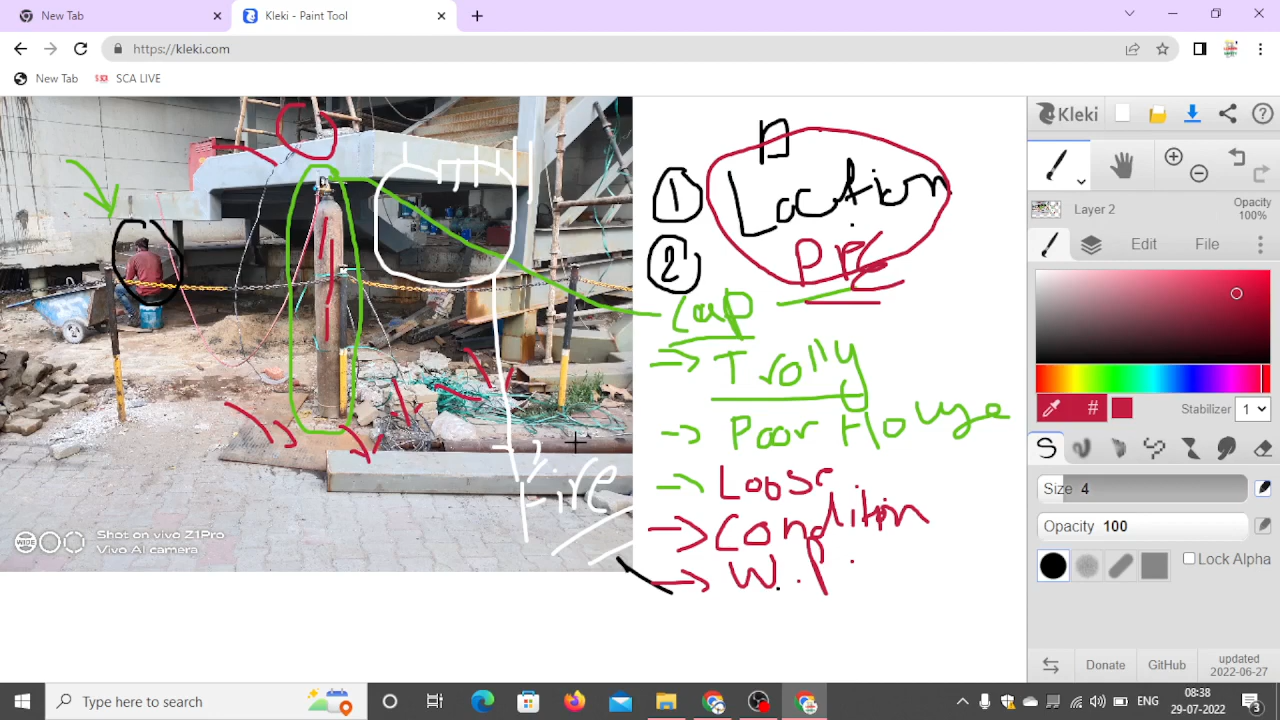 New Tab
Kleki - Paint Tool
https://kleki.com
New Tab
SCA LIVE
Kleki
Layer 2
Opacity
100%
Edit
File
#
Stabilizer 1
Size 4
Opacity 100
Lock Alpha
Donate
GitHub
updated
2022-06-27
1
Location
2
Cap
Trolly
Poor House
Loose
Condition
W.P.
Fire
WIDE
Shot on vivo Z1Pro
Vivo AI camera
Type here to search
ENG
08:38
29-07-2022
3